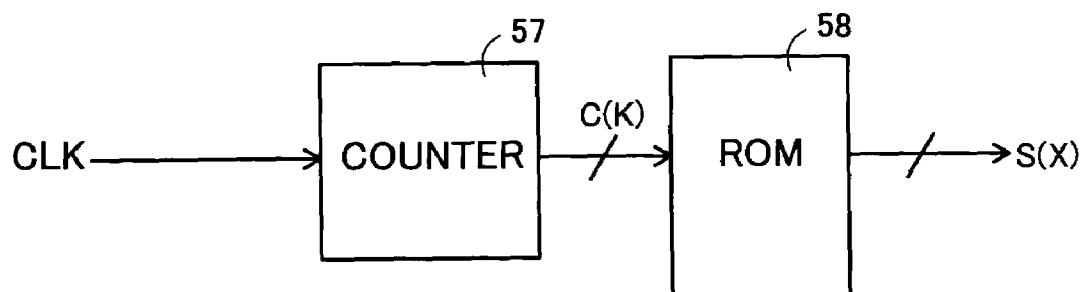 57
58
C(K)
CLK
COUNTER
ROM
S(X)